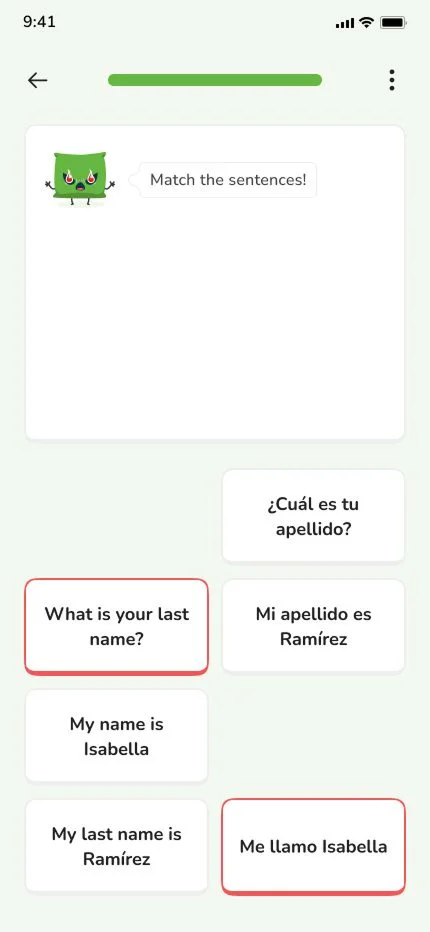 9:41
Match the sentences!
¿Cuál es tu
apellido?
What is your last
name?
Mi apellido es
Ramírez
My name is
Isabella
My last name is
Ramírez
Me llamo Isabella